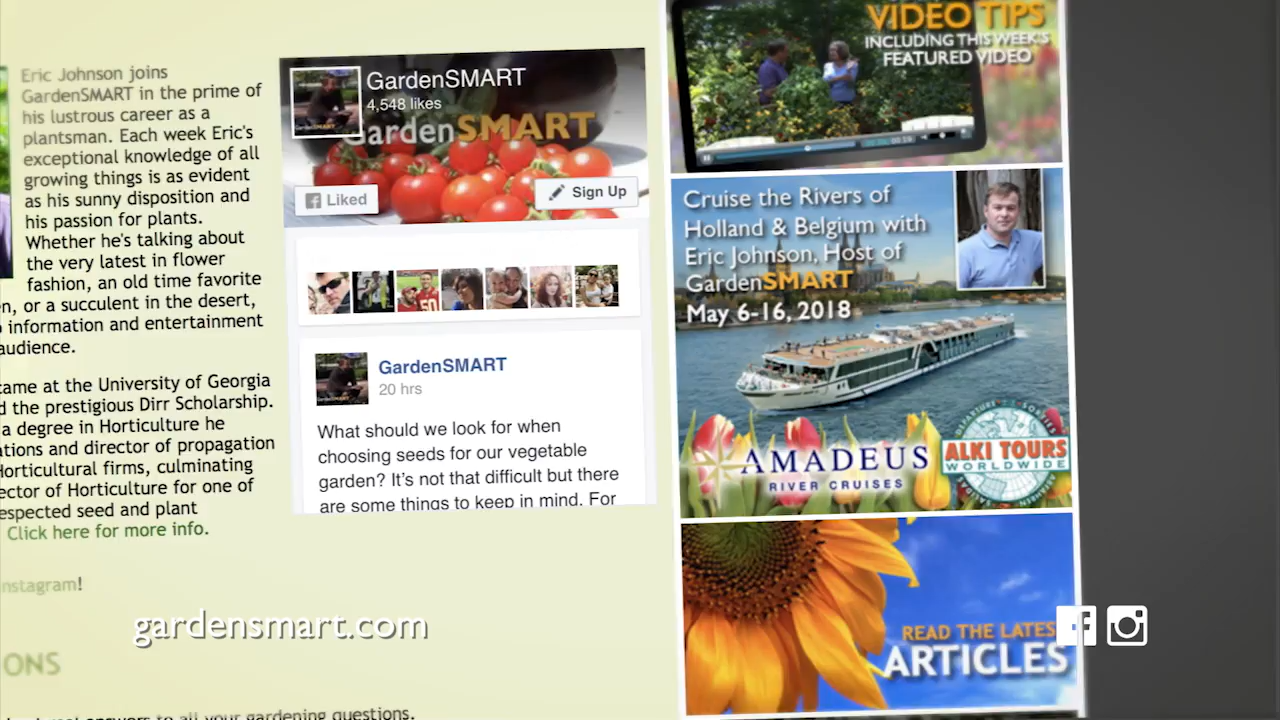 Eric Johnson joins
GardenSMART in the prime of
his lustrous career as a
plantsman. Each week Eric's
exceptional knowledge of all
growing things is as evident
as his sunny disposition and
his passion for plants.
Whether he's talking about
the very latest in flower
fashion, an old time favorite
or a succulent in the desert,
information and entertainment
audience.
came at the University of Georgia
the prestigious Dirr Scholarship.
a degree in Horticulture he
and director of propagation
Horticultural firms, culminating
Horticulture for one of
seed and plant
Click here for more info.
nstagram!
ONS
to all your gardening questions.
GardenSMART
4,548 likes
GardenSMART
Liked
Sign Up
GardenSMART
20 hrs
What should we look for when
choosing seeds for our vegetable
garden? It's not that difficult but there
are some things to keep in mind. For
VIDEO TIPS
INCLUDING THIS WEEK'S
FEATURED VIDEO
Cruise the Rivers of
Holland & Belgium with
Eric Johnson, Host of
GardenSMART
May 6-16, 2018
AMADEUS
RIVER CRUISES
ALKI TOURS
WORLDWIDE
READ THE LATES
ARTICLES
gardensmart.com